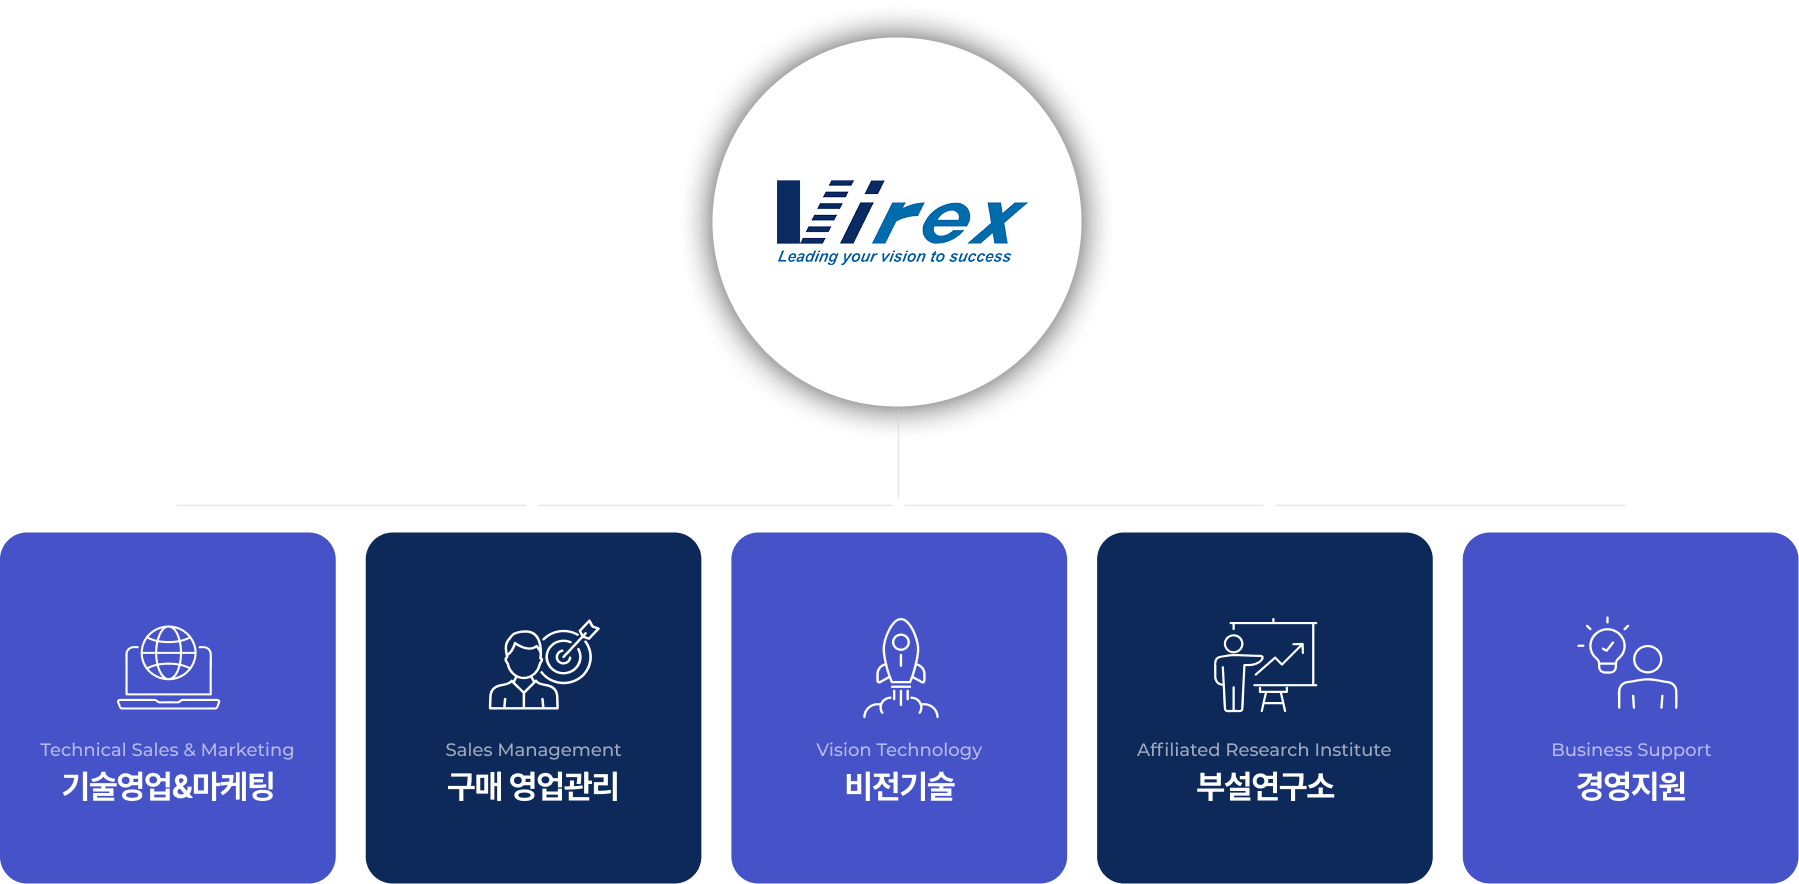 Virex
Leading your vision to success
Technical Sales & Marketing
기술영업&마케팅
Sales Management
구매 영업관리
Vision Technology
비전기술
Affiliated Research Institute
부설연구소
Business Support
경영지원